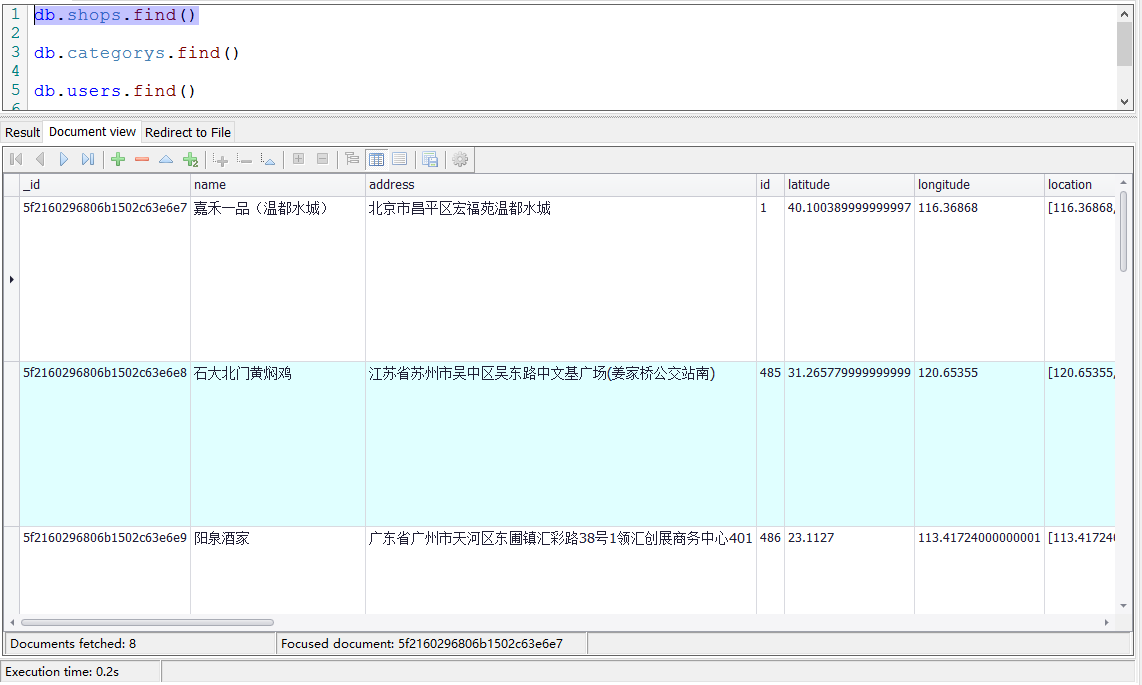 1 db.shops.find()
2
3 db.categorys.find()
4
5 db.users.find()
6
Result Document view Redirect to File
_id name address id latitude longitude location
5f2160296806b1502c63e6e7 嘉禾一品（温都水城） 北京市昌平区宏福苑温都水城 1 40.100389999999997 116.36868 [116.36868,
5f2160296806b1502c63e6e8 石大北门黄焖鸡 江苏省苏州市吴中区吴东路中文基广场(姜家桥公交站南) 485 31.265779999999999 120.65355 [120.65355,
5f2160296806b1502c63e6e9 阳泉酒家 广东省广州市天河区东圃镇汇彩路38号1领汇创展商务中心401 486 23.1127 113.41724000000001 [113.41724
Documents fetched: 8 Focused document: 5f2160296806b1502c63e6e7
Execution time: 0.2s